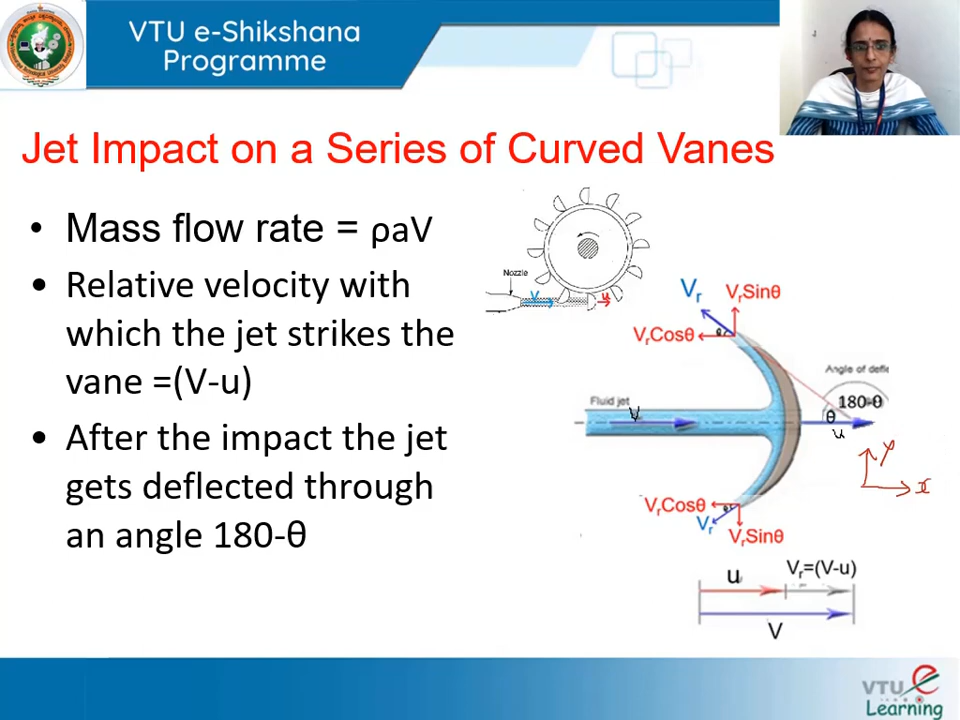 VTU e-Shikshana
Programme
Jet Impact on a Series of Curved Vanes
• Mass flow rate = ρaV
• Relative velocity with
which the jet strikes the
vane =(V-u)
• After the impact the jet
gets deflected through
an angle 180-θ
Nozzle
V
u
Vr
VrSinθ
VrCosθ
θ
Angle of defle
Fluid jet
V
180-θ
θ
u
y
x
VrCosθ
θ
Vr
VrSinθ
u
Vr=(V-u)
V
VTU e
Learning